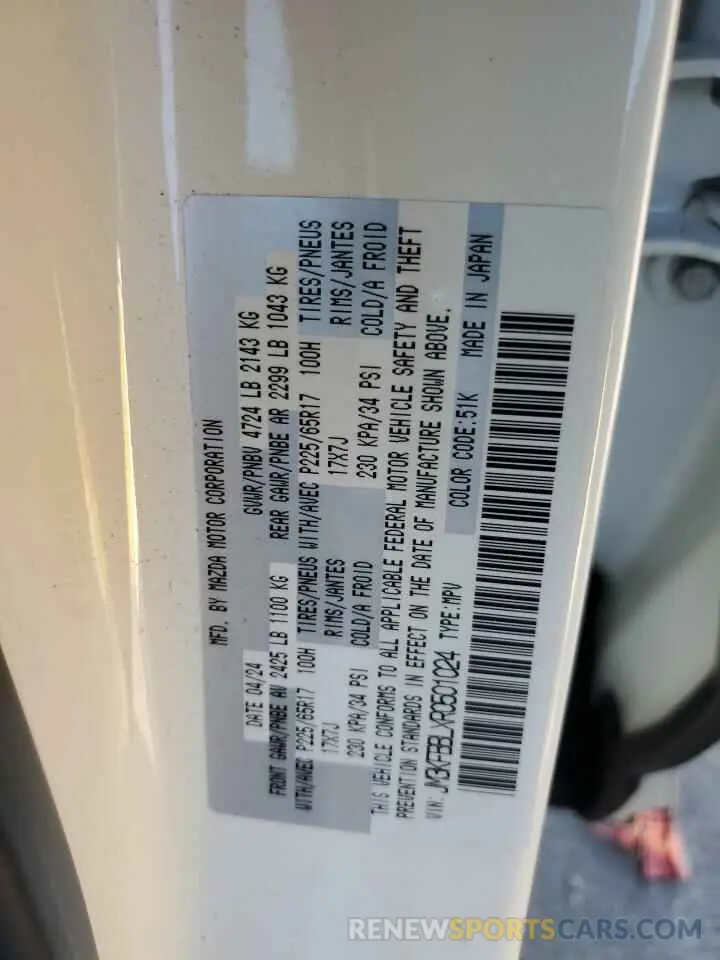 MFD. BY MAZDA MOTOR CORPORATION
DATE 04/24 GVWR/PNBV 4724 LB 2143 KG
FRONT GAWR/PNBE AV 2425 LB 1100 KG REAR GAWR/PNBE AR 2299 LB 1043 KG
WITH/AVEC P225/65R17 100H TIRES/PNEUS WITH/AVEC P225/65R17 100H TIRES/PNEUS
17X7J RIMS/JANTES 17X7J RIMS/JANTES
230 KPA/34 PSI COLD/A FROID 230 KPA/34 PSI COLD/A FROID
THIS VEHICLE CONFORMS TO ALL APPLICABLE FEDERAL MOTOR VEHICLE SAFETY AND THEFT
PREVENTION STANDARDS IN EFFECT ON THE DATE OF MANUFACTURE SHOWN ABOVE.
VIN: JM3KFBBLXR0501024 TYPE:MPV COLOR CODE:51K MADE IN JAPAN
RENEWSPORTSCARS.COM